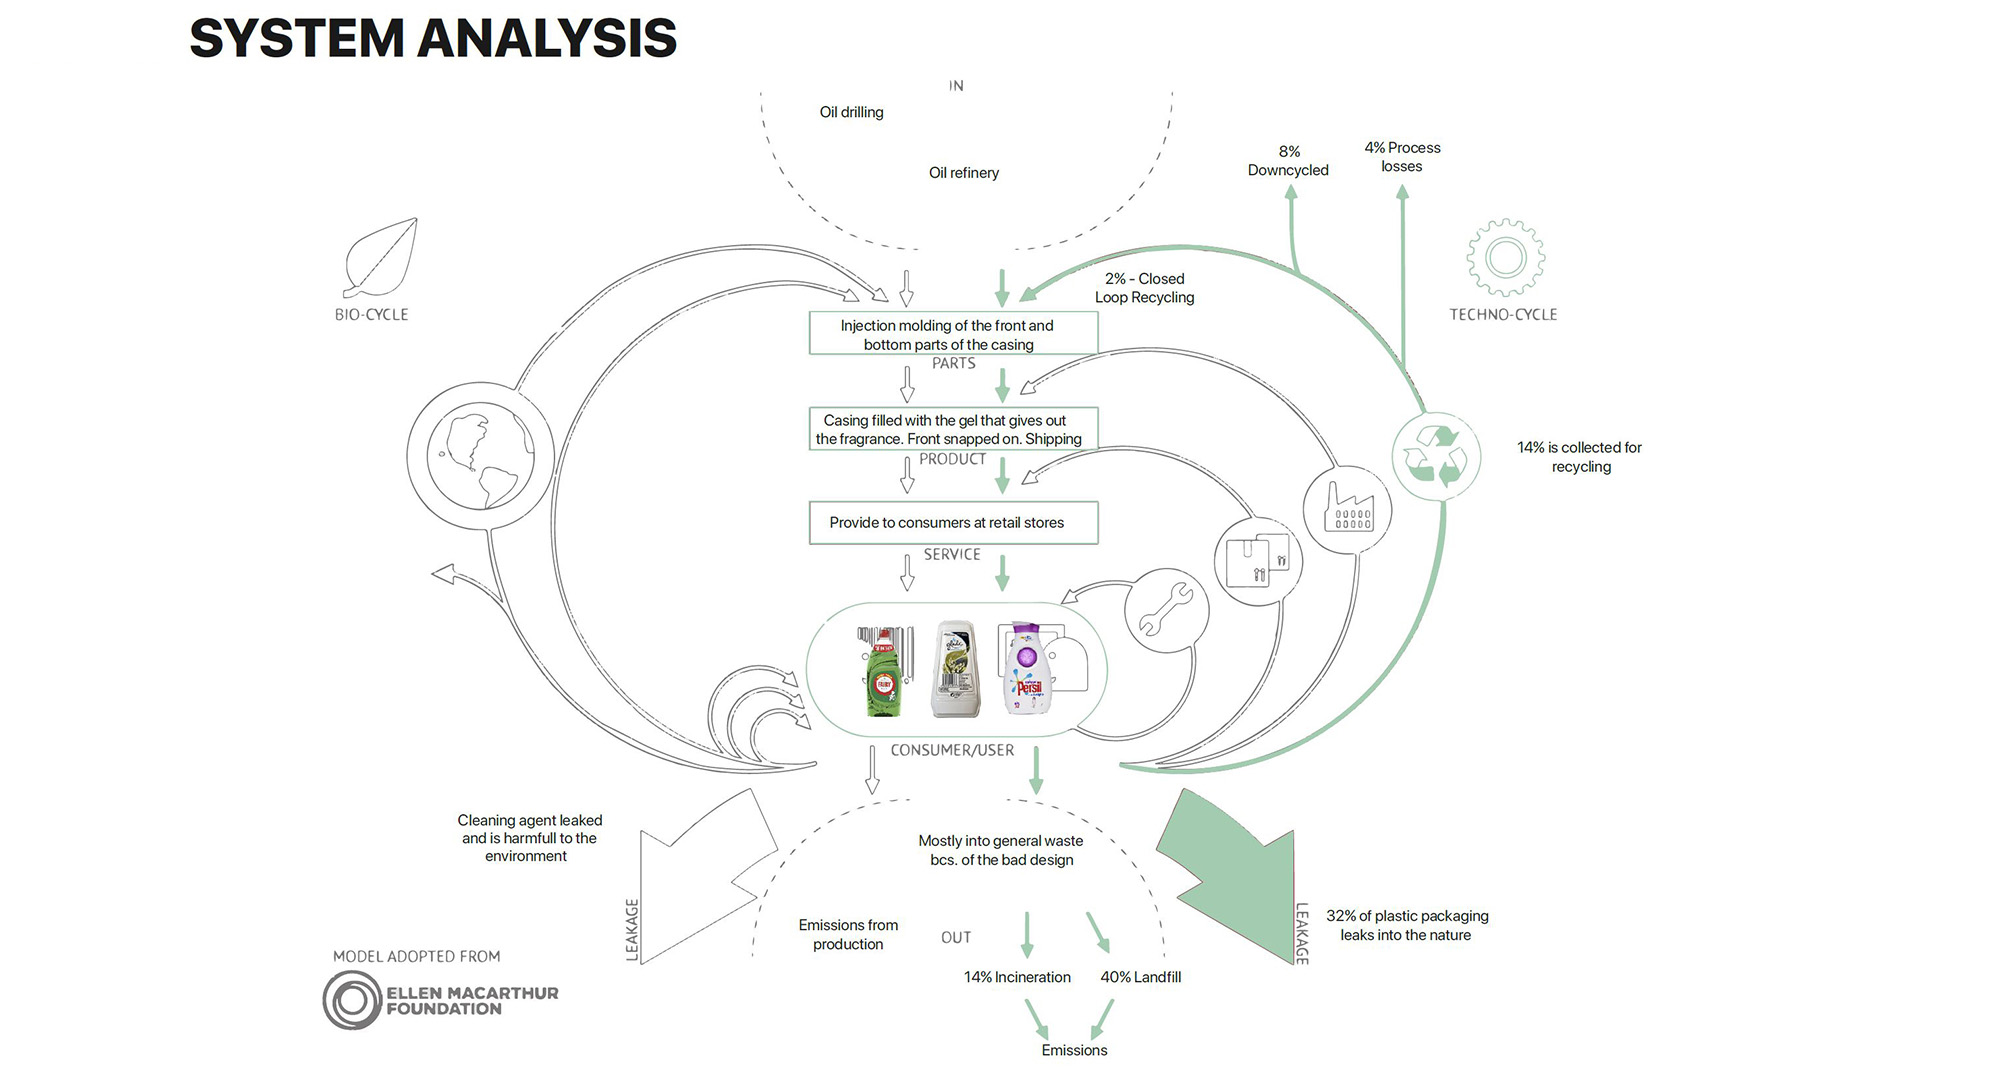 SYSTEM ANALYSIS
IN
Oil drilling
Oil refinery
8%
Downcycled
4% Process
losses
BIO-CYCLE
TECHNO-CYCLE
2% - Closed
Loop Recycling
Injection molding of the front and
bottom parts of the casing
PARTS
Casing filled with the gel that gives out
the fragrance. Front snapped on. Shipping
PRODUCT
14% is collected for
recycling
Provide to consumers at retail stores
SERVICE
FAIRY
Persil
CONSUMER/USER
Cleaning agent leaked
and is harmfull to the
environment
LEAKAGE
Mostly into general waste
bcs. of the bad design
Emissions from
production
OUT
14% Incineration
40% Landfill
Emissions
LEAKAGE
32% of plastic packaging
leaks into the nature
MODEL ADOPTED FROM
ELLEN MACARTHUR
FOUNDATION